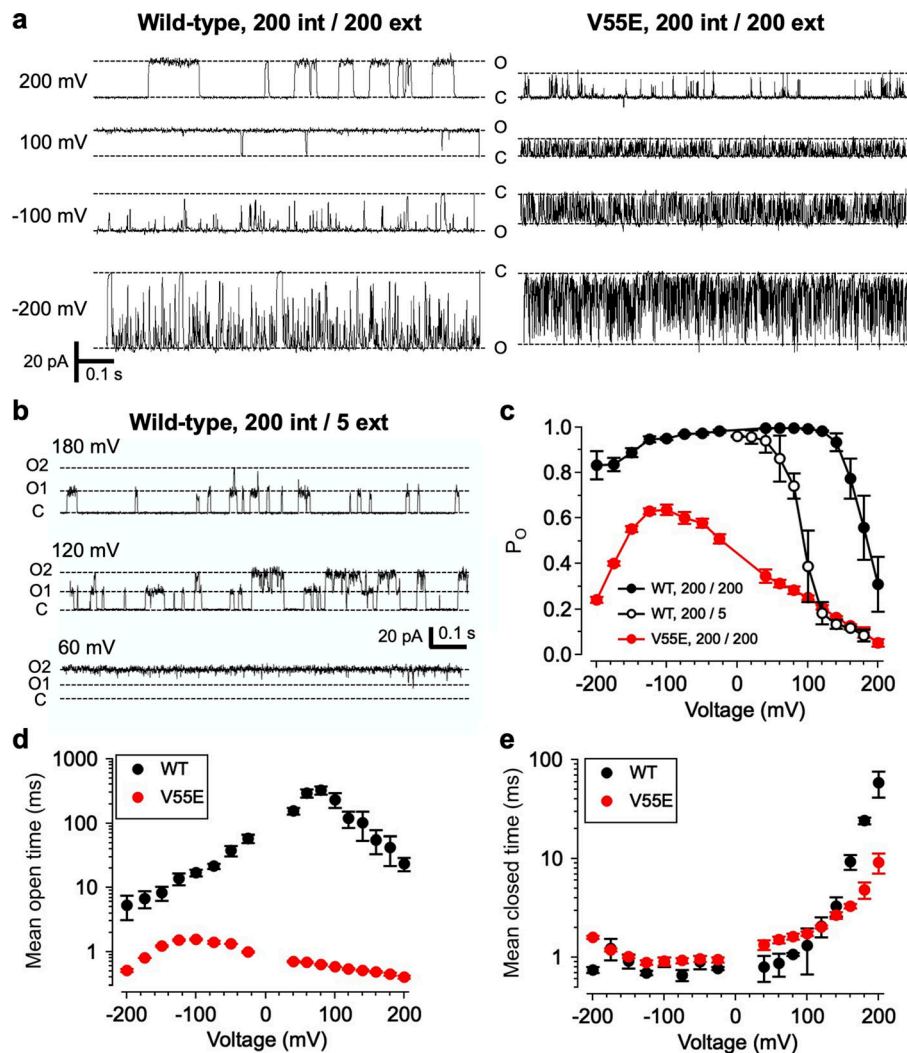 a
Wild-type, 200 int / 200 ext
V55E, 200 int / 200 ext
200 mV
O
C
100 mV
O
C
-100 mV
C
O
C
O
-200 mV
C
O
20 pA
0.1 s
b
Wild-type, 200 int / 5 ext
180 mV
O2
O1
C
120 mV
O2
O1
C
20 pA
0.1 s
60 mV
O2
O1
C
c
1.0
0.8
0.6
0.4
0.2
0.0
PO
WT, 200 / 200
WT, 200 / 5
V55E, 200 / 200
-200 -100 0 100 200
Voltage (mV)
d
1000
100
10
1
Mean open time (ms)
WT
V55E
-200 -100 0 100 200
Voltage (mV)
e
100
10
1
Mean closed time (ms)
WT
V55E
-200 -100 0 100 200
Voltage (mV)